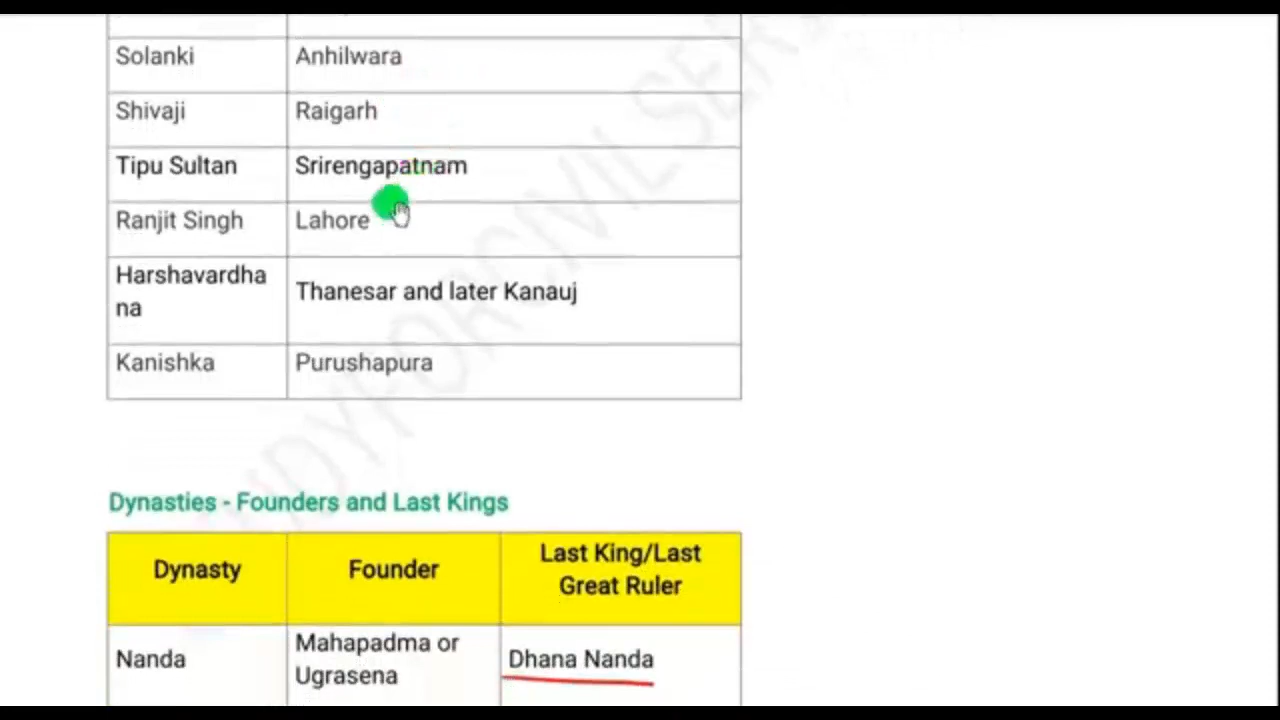 Solanki Anhilwara
Shivaji Raigarh
Tipu Sultan Srirengapatnam
Ranjit Singh Lahore
Harshavardha
na
Thanesar and later Kanauj
Kanishka Purushapura
Dynasties - Founders and Last Kings
Dynasty Founder
Last King/Last
Great Ruler
Nanda
Mahapadma or
Ugrasena
Dhana Nanda